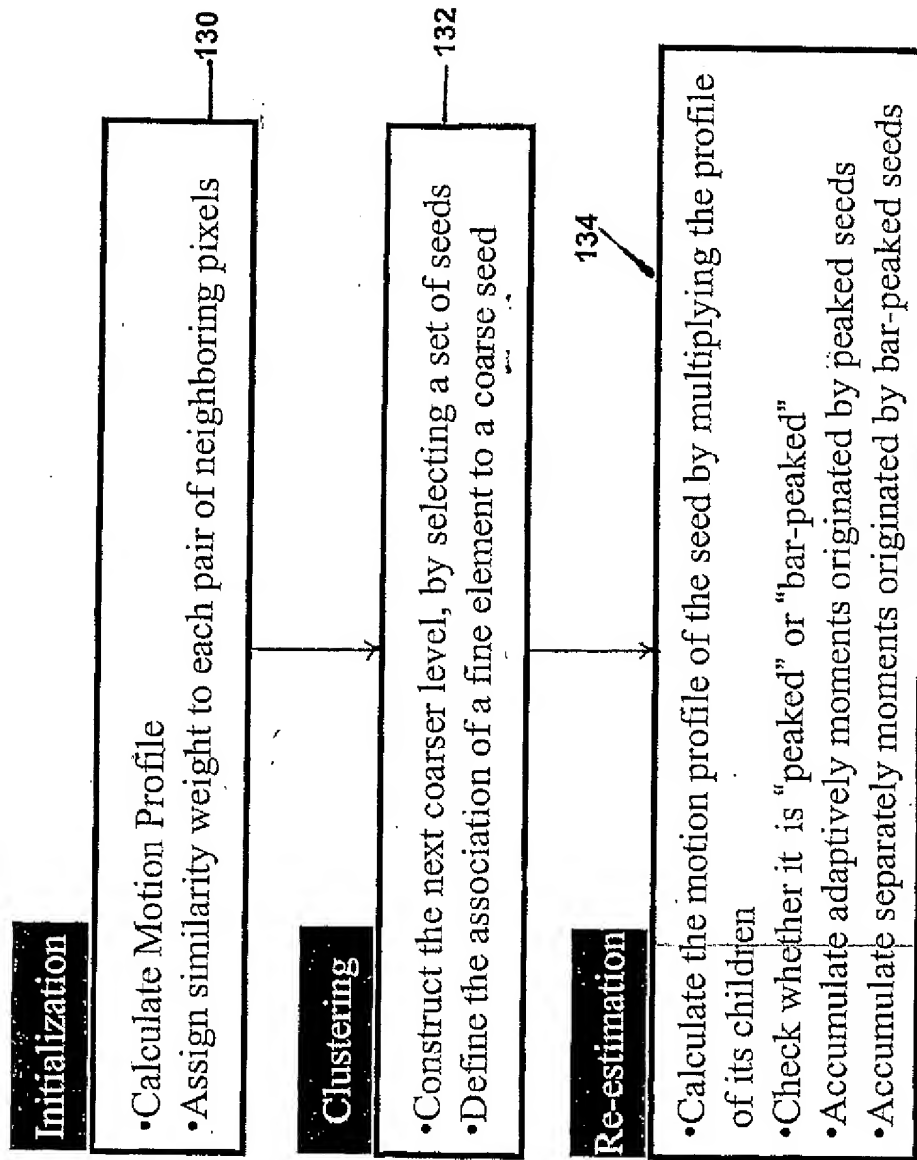 Initialization
•Calculate Motion Profile
•Assign similarity weight to each pair of neighboring pixels
130
Clustering
•Construct the next coarser level, by selecting a set of seeds
•Define the association of a fine element to a coarse seed
132
Re-estimation
134
•Calculate the motion profile of the seed by multiplying the profile
of its children
•Check whether it is "peaked" or "bar-peaked"
•Accumulate adaptively moments originated by peaked seeds
•Accumulate separately moments originated by bar-peaked seeds